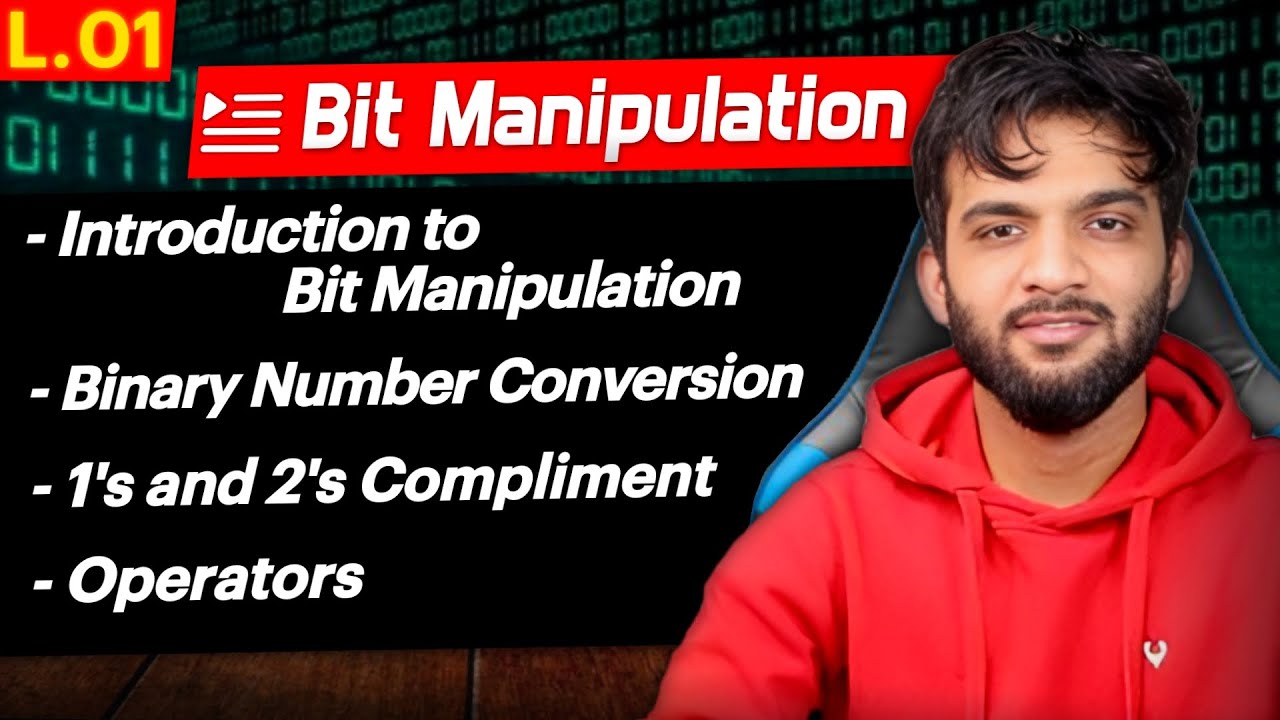 L.01
Bit Manipulation
- Introduction to
Bit Manipulation
- Binary Number Conversion
- 1's and 2's Compliment
- Operators